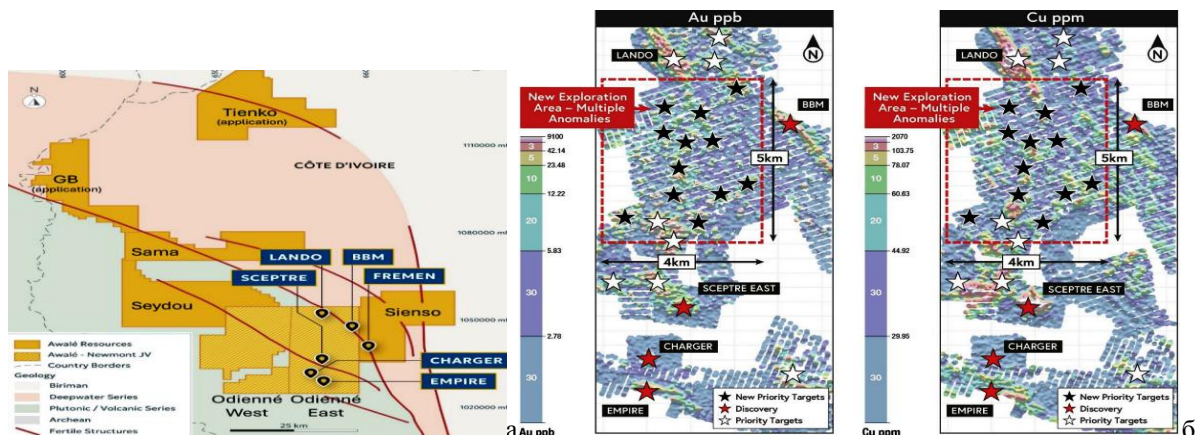 N
Tienko
(application)
CÔTE D'IVOIRE
1110000 mN
GB
(application)
1080000 mN
Sama
LANDO
BBM
SCEPTRE
FREMEN
Seydou
Sienso
1050000 mN
CHARGER
EMPIRE
Odienné
West
Odienné
East
1020000 mN
25 km
Awalé Resources
Awalé - Newmont JV
Country Borders
Geology
Birimian
Deepwater Series
Plutonic / Volcanic Series
Archean
Fertile Structures
а
Au ppb
N
LANDO
New Exploration
Area – Multiple
Anomalies
BBM
5km
4km
SCEPTRE EAST
CHARGER
EMPIRE
New Priority Targets
Discovery
Priority Targets
9100
3
42.14
5
23.48
10
12.22
20
5.83
30
2.78
30
Au ppb
Cu ppm
N
LANDO
New Exploration
Area – Multiple
Anomalies
BBM
5km
4km
SCEPTRE EAST
CHARGER
EMPIRE
New Priority Targets
Discovery
Priority Targets
2070
3
103.75
5
78.07
10
60.63
20
44.92
30
29.85
30
Cu ppm
б